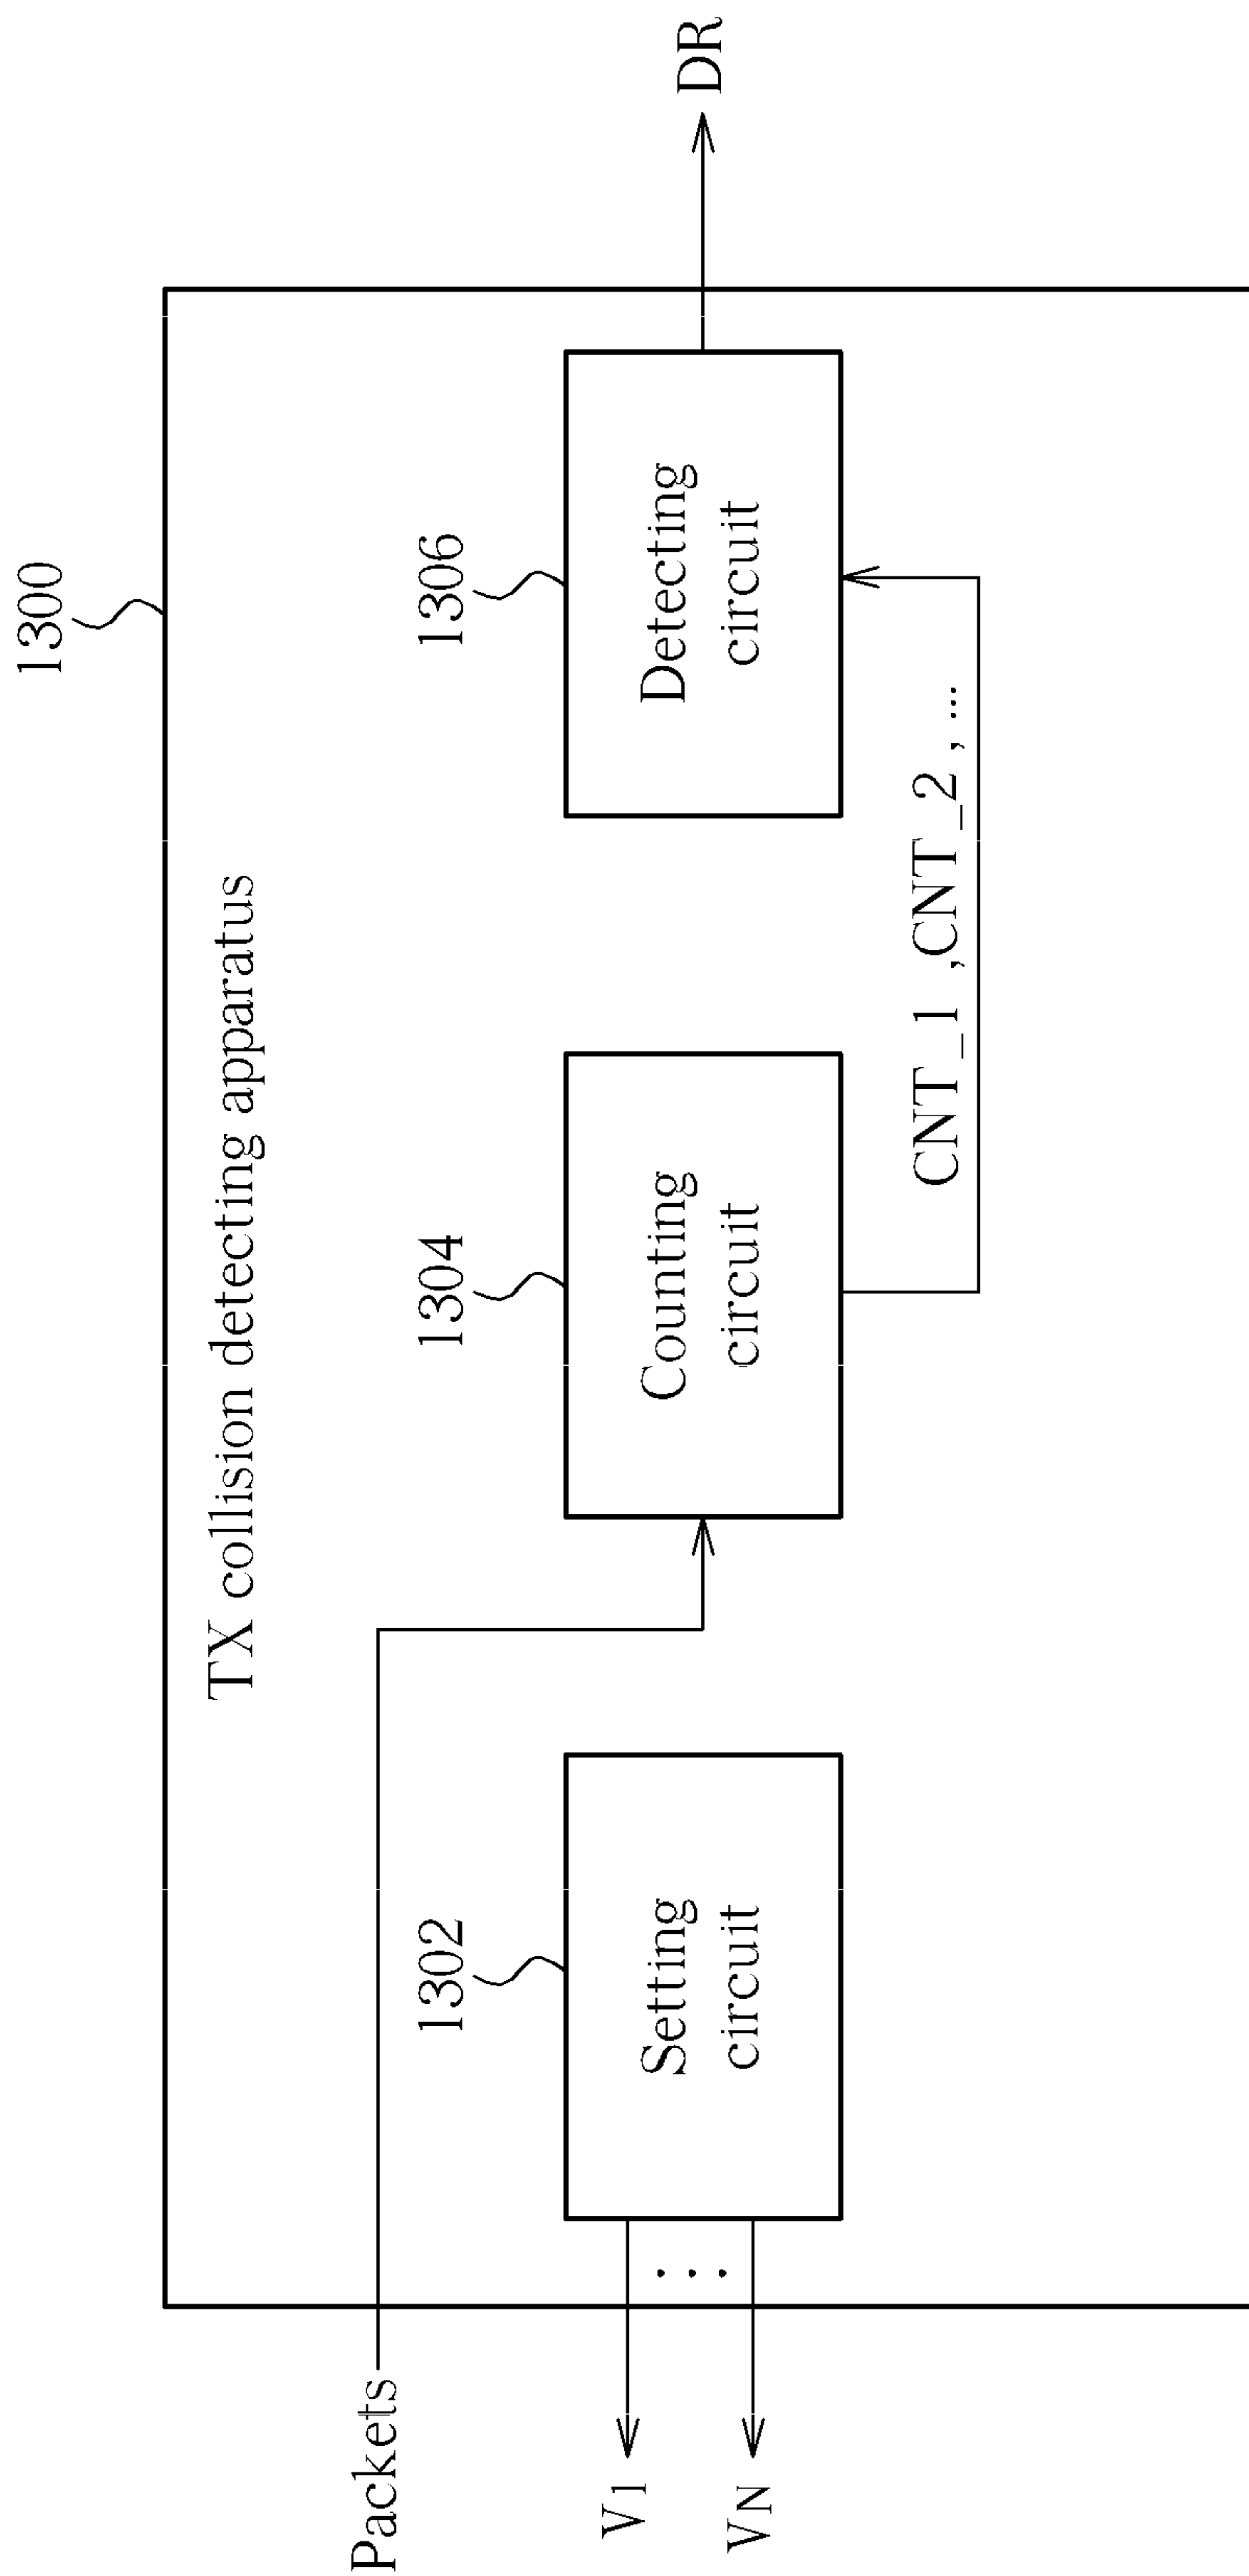 1300
TX collision detecting apparatus
Packets
1302
1304
1306
Setting
circuit
Counting
circuit
Detecting
circuit
V1
VN
DR
CNT_1 ,CNT_2 , ...